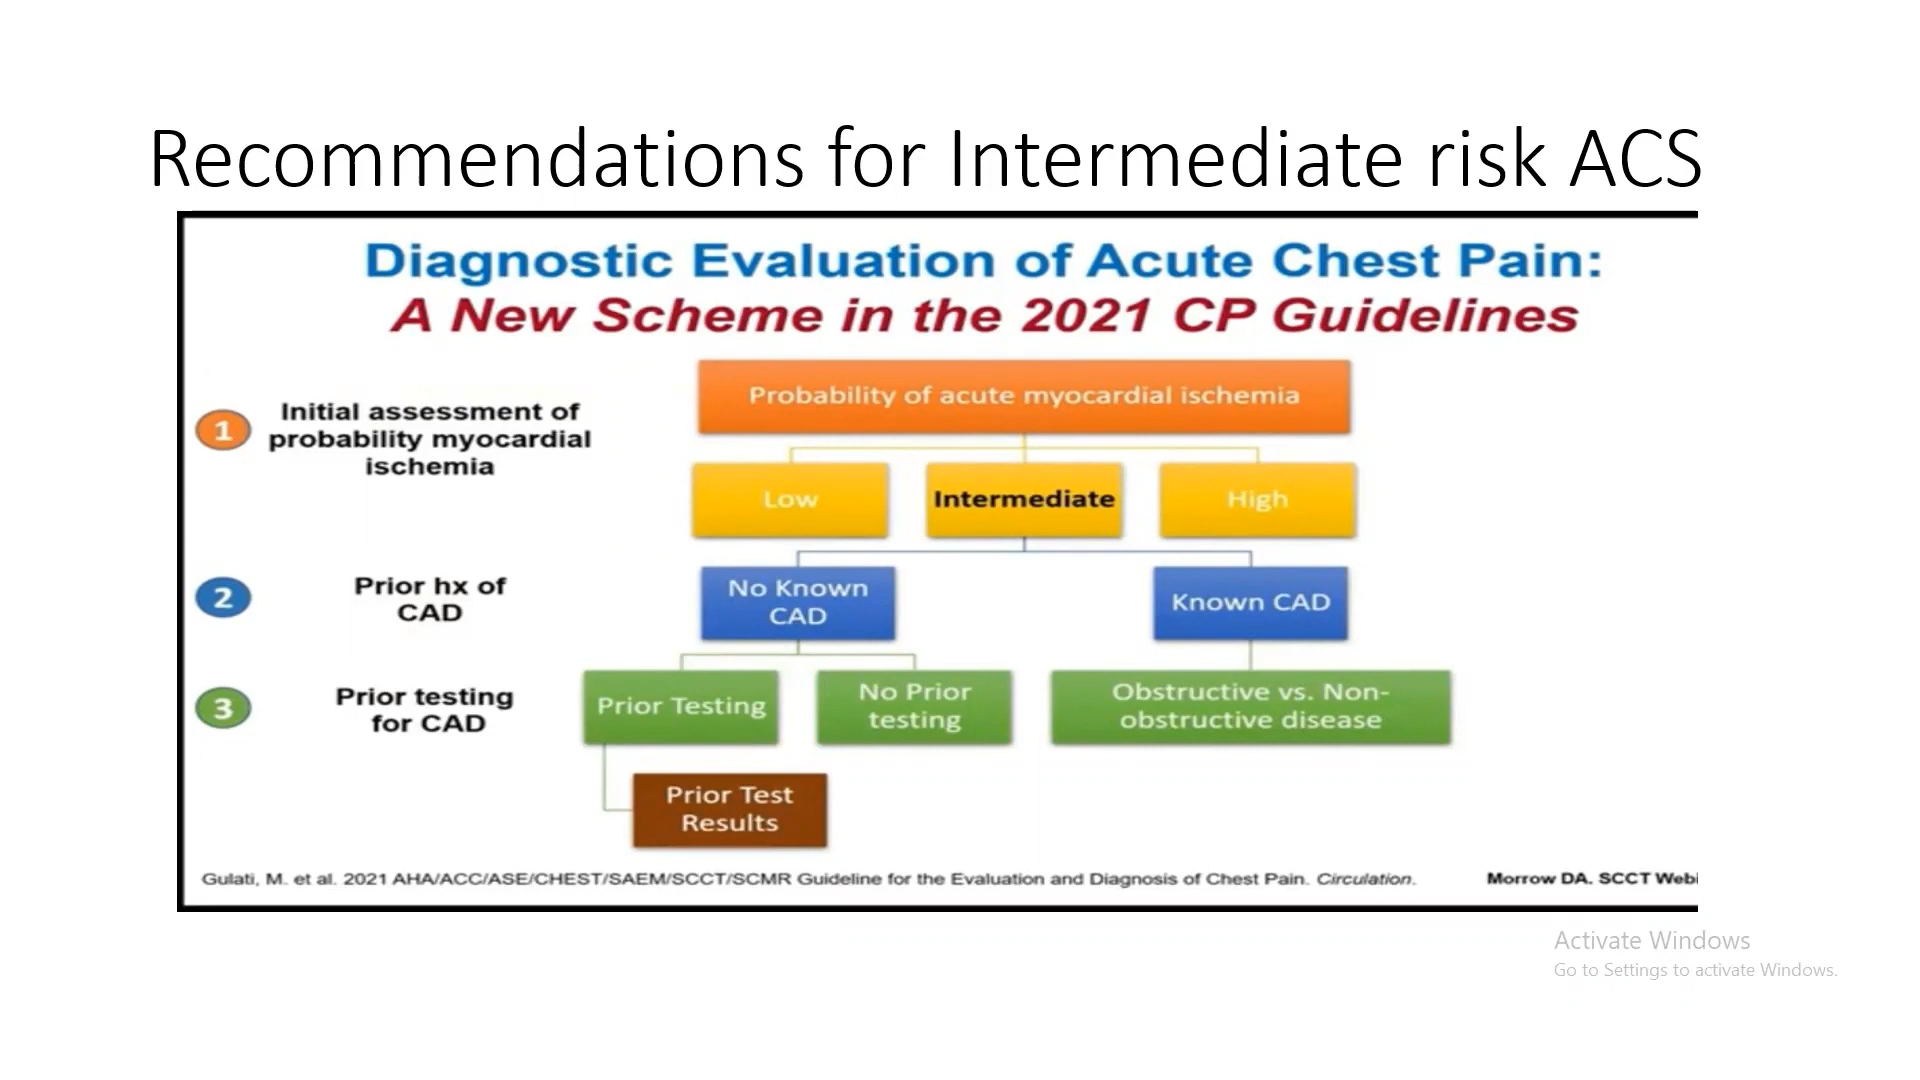 Recommendations for Intermediate risk ACS
Diagnostic Evaluation of Acute Chest Pain:
A New Scheme in the 2021 CP Guidelines
1
Initial assessment of
probability myocardial
ischemia
Probability of acute myocardial ischemia
Low
Intermediate
High
2
Prior hx of
CAD
No Known
CAD
Known CAD
3
Prior testing
for CAD
Prior Testing
No Prior
testing
Obstructive vs. Non-
obstructive disease
Prior Test
Results
Gulati, M. et al. 2021 AHA/ACC/ASE/CHEST/SAEM/SCCT/SCMR Guideline for the Evaluation and Diagnosis of Chest Pain. Circulation.
Morrow DA. SCCT Webi
Activate Windows
Go to Settings to activate Windows.